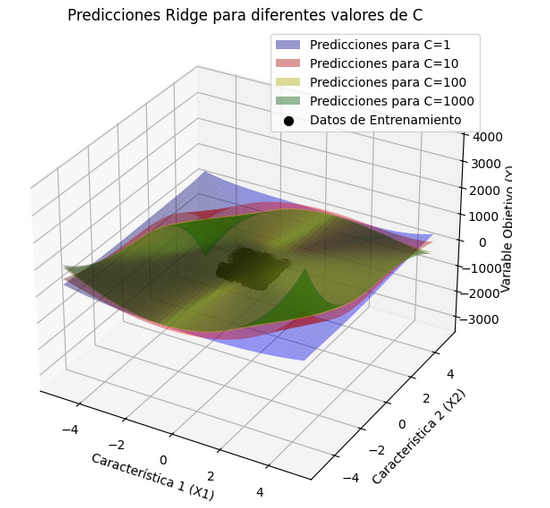 Predicciones Ridge para diferentes valores de C
Predicciones para C=1
Predicciones para C=10
Predicciones para C=100
Predicciones para C=1000
Datos de Entrenamiento
4000
3000
2000
1000
0
−1000
−2000
−3000
Variable Objetivo (Y)
−4
−2
0
2
4
Característica 1 (X1)
−4
−2
0
2
4
Característica 2 (X2)